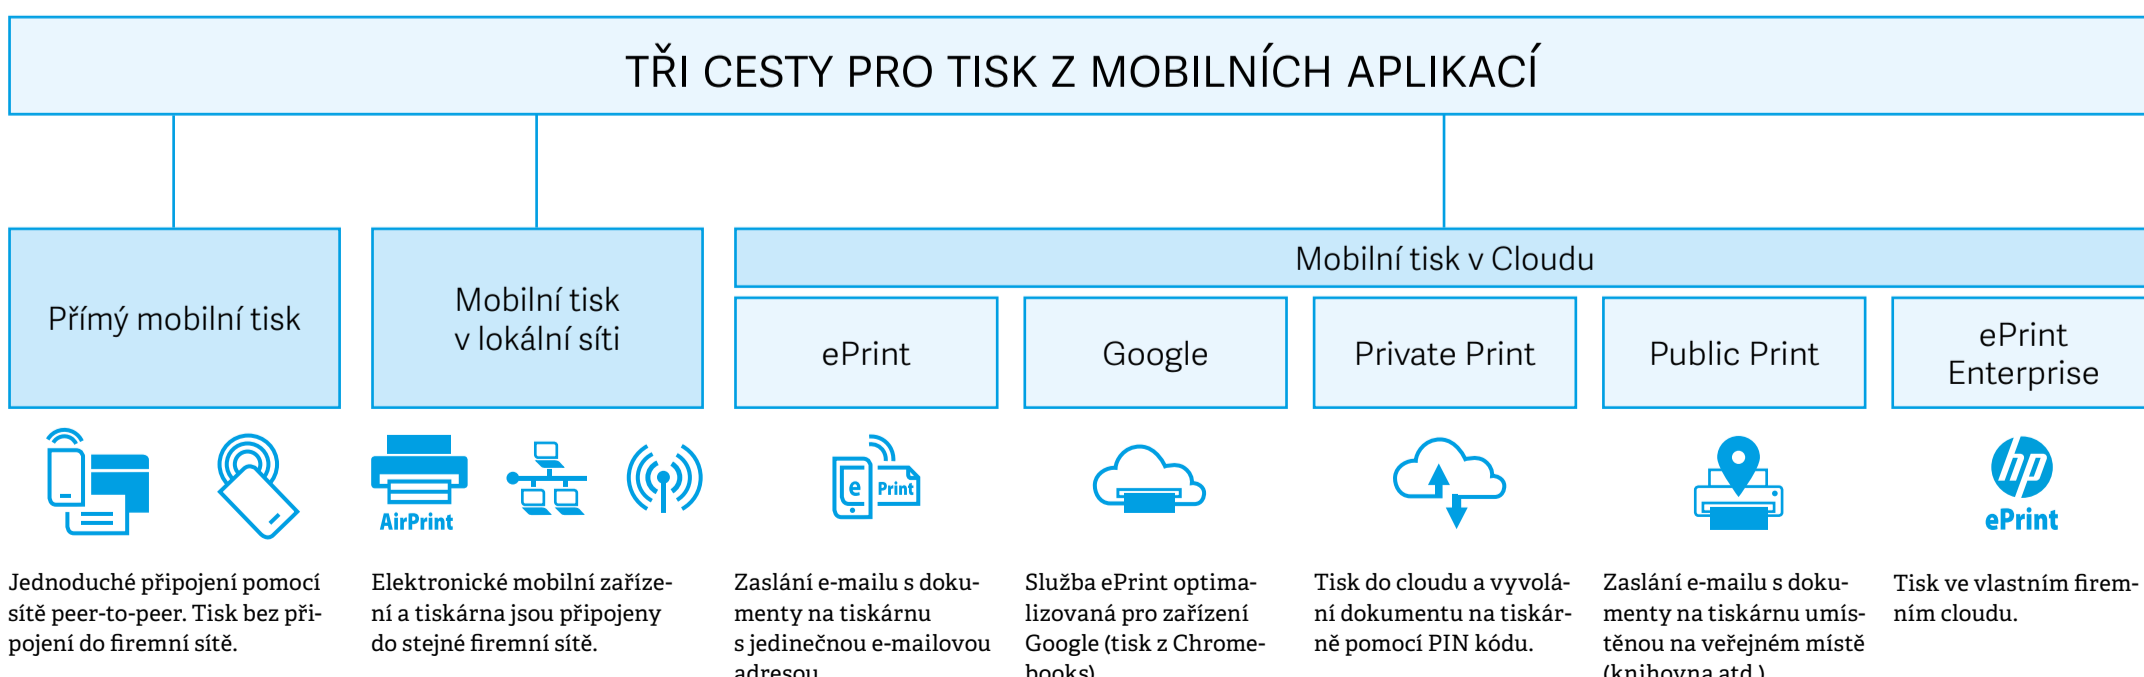 TŘI CESTY PRO TISK Z MOBILNÍCH APLIKACÍ
Přímý mobilní tisk
Mobilní tisk
v lokální síti
Mobilní tisk v Cloudu
ePrint
Google
Private Print
Public Print
ePrint
Enterprise
AirPrint
e Print
hp
ePrint
Jednoduché připojení pomocí
sítě peer-to-peer. Tisk bez při-
pojení do firemní sítě.
Elektronické mobilní zaříze-
ní a tiskárna jsou připojeny
do stejné firemní sítě.
Zaslání e-mailu s doku-
menty na tiskárnu
s jedinečnou e-mailovou
adresou.
Služba ePrint optima-
lizovaná pro zařízení
Google (tisk z Chrome-
books)
Tisk do cloudu a vyvolá-
ní dokumentu na tiskár-
ně pomocí PIN kódu.
Zaslání e-mailu s doku-
menty na tiskárnu umís-
těnou na veřejném místě
(knihovna atd.)
Tisk ve vlastním firem-
ním cloudu.